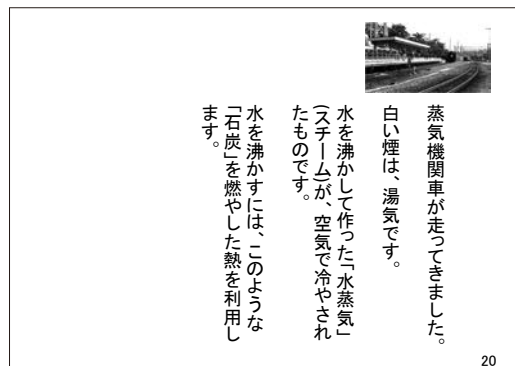 蒸気機関車が走ってきました。
白い煙は、湯気です。
水を沸かして作った「水蒸気」
(スチーム)が、空気で冷やされ
たものです。
水を沸かすには、このような
「石炭」を燃やした熱を利用し
ます。
20